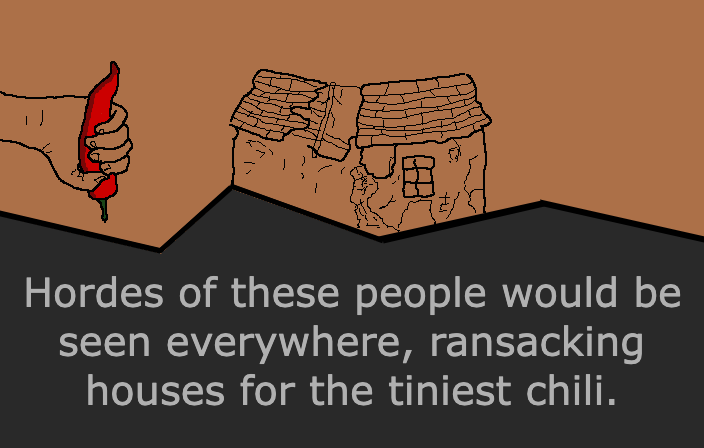 Hordes of these people would be
seen everywhere, ransacking
houses for the tiniest chili.